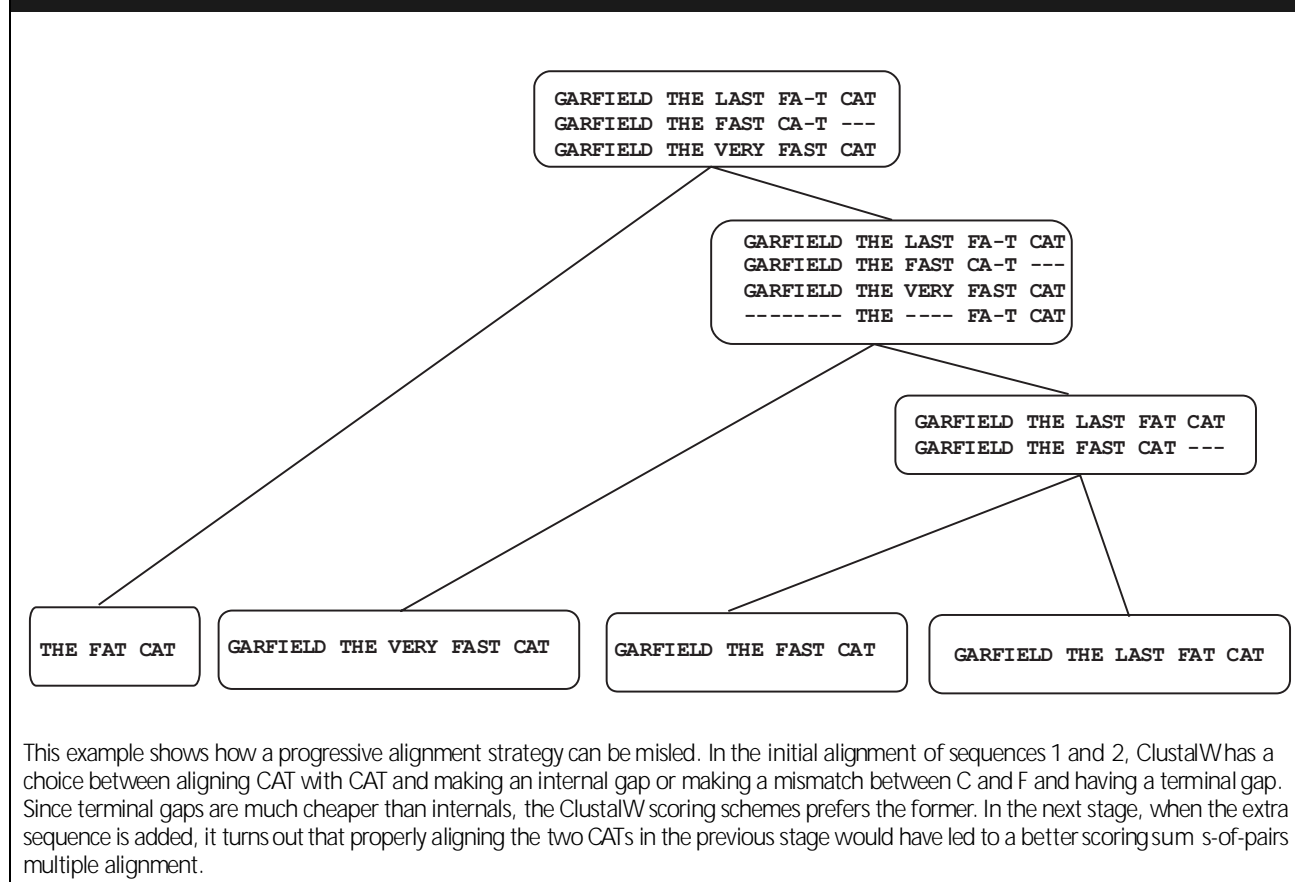 GARFIELD THE LAST FA-T CAT
GARFIELD THE FAST CA-T ---
GARFIELD THE VERY FAST CAT
GARFIELD THE LAST FA-T CAT
GARFIELD THE FAST CA-T ---
GARFIELD THE VERY FAST CAT
-------- THE ---- FA-T CAT
GARFIELD THE LAST FAT CAT
GARFIELD THE FAST CAT ---
THE FAT CAT
GARFIELD THE VERY FAST CAT
GARFIELD THE FAST CAT
GARFIELD THE LAST FAT CAT
This example shows how a progressive alignment strategy can be misled. In the initial alignment of sequences 1 and 2, ClustalW has a
choice between aligning CAT with CAT and making an internal gap or making a mismatch between C and F and having a terminal gap.
Since terminal gaps are much cheaper than internals, the ClustalW scoring schemes prefers the former. In the next stage, when the extra
sequence is added, it turns out that properly aligning the two CATs in the previous stage would have led to a better scoring sum s-of-pairs
multiple alignment.